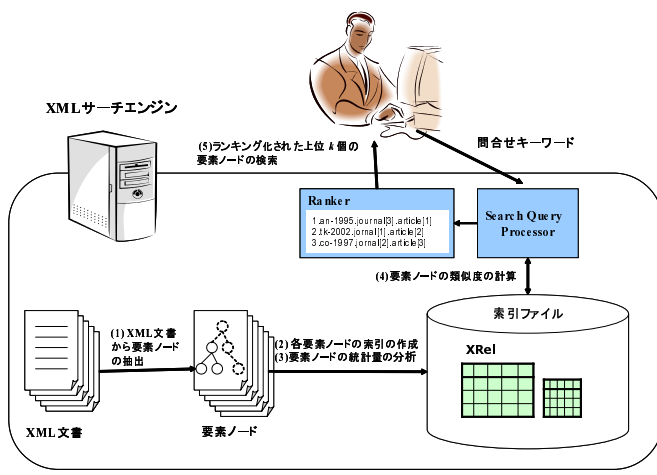 XMLサーチエンジン
(5)ランキング化された上位 k 個の
要素ノードの検索
問合せキーワード
Ranker
1.an-1995.journal[3].article[1]
2.tk-2002.journal[1].article[2]
3.co-1997.journal[2].article[3]
Search Query
Processor
(4)要素ノードの類似度の計算
索引ファイル
XRel
(1)XML文書
から要素ノード
の抽出
(2)各要素ノードの索引の作成
(3)要素ノードの統計量の分析
XML文書
要素ノード